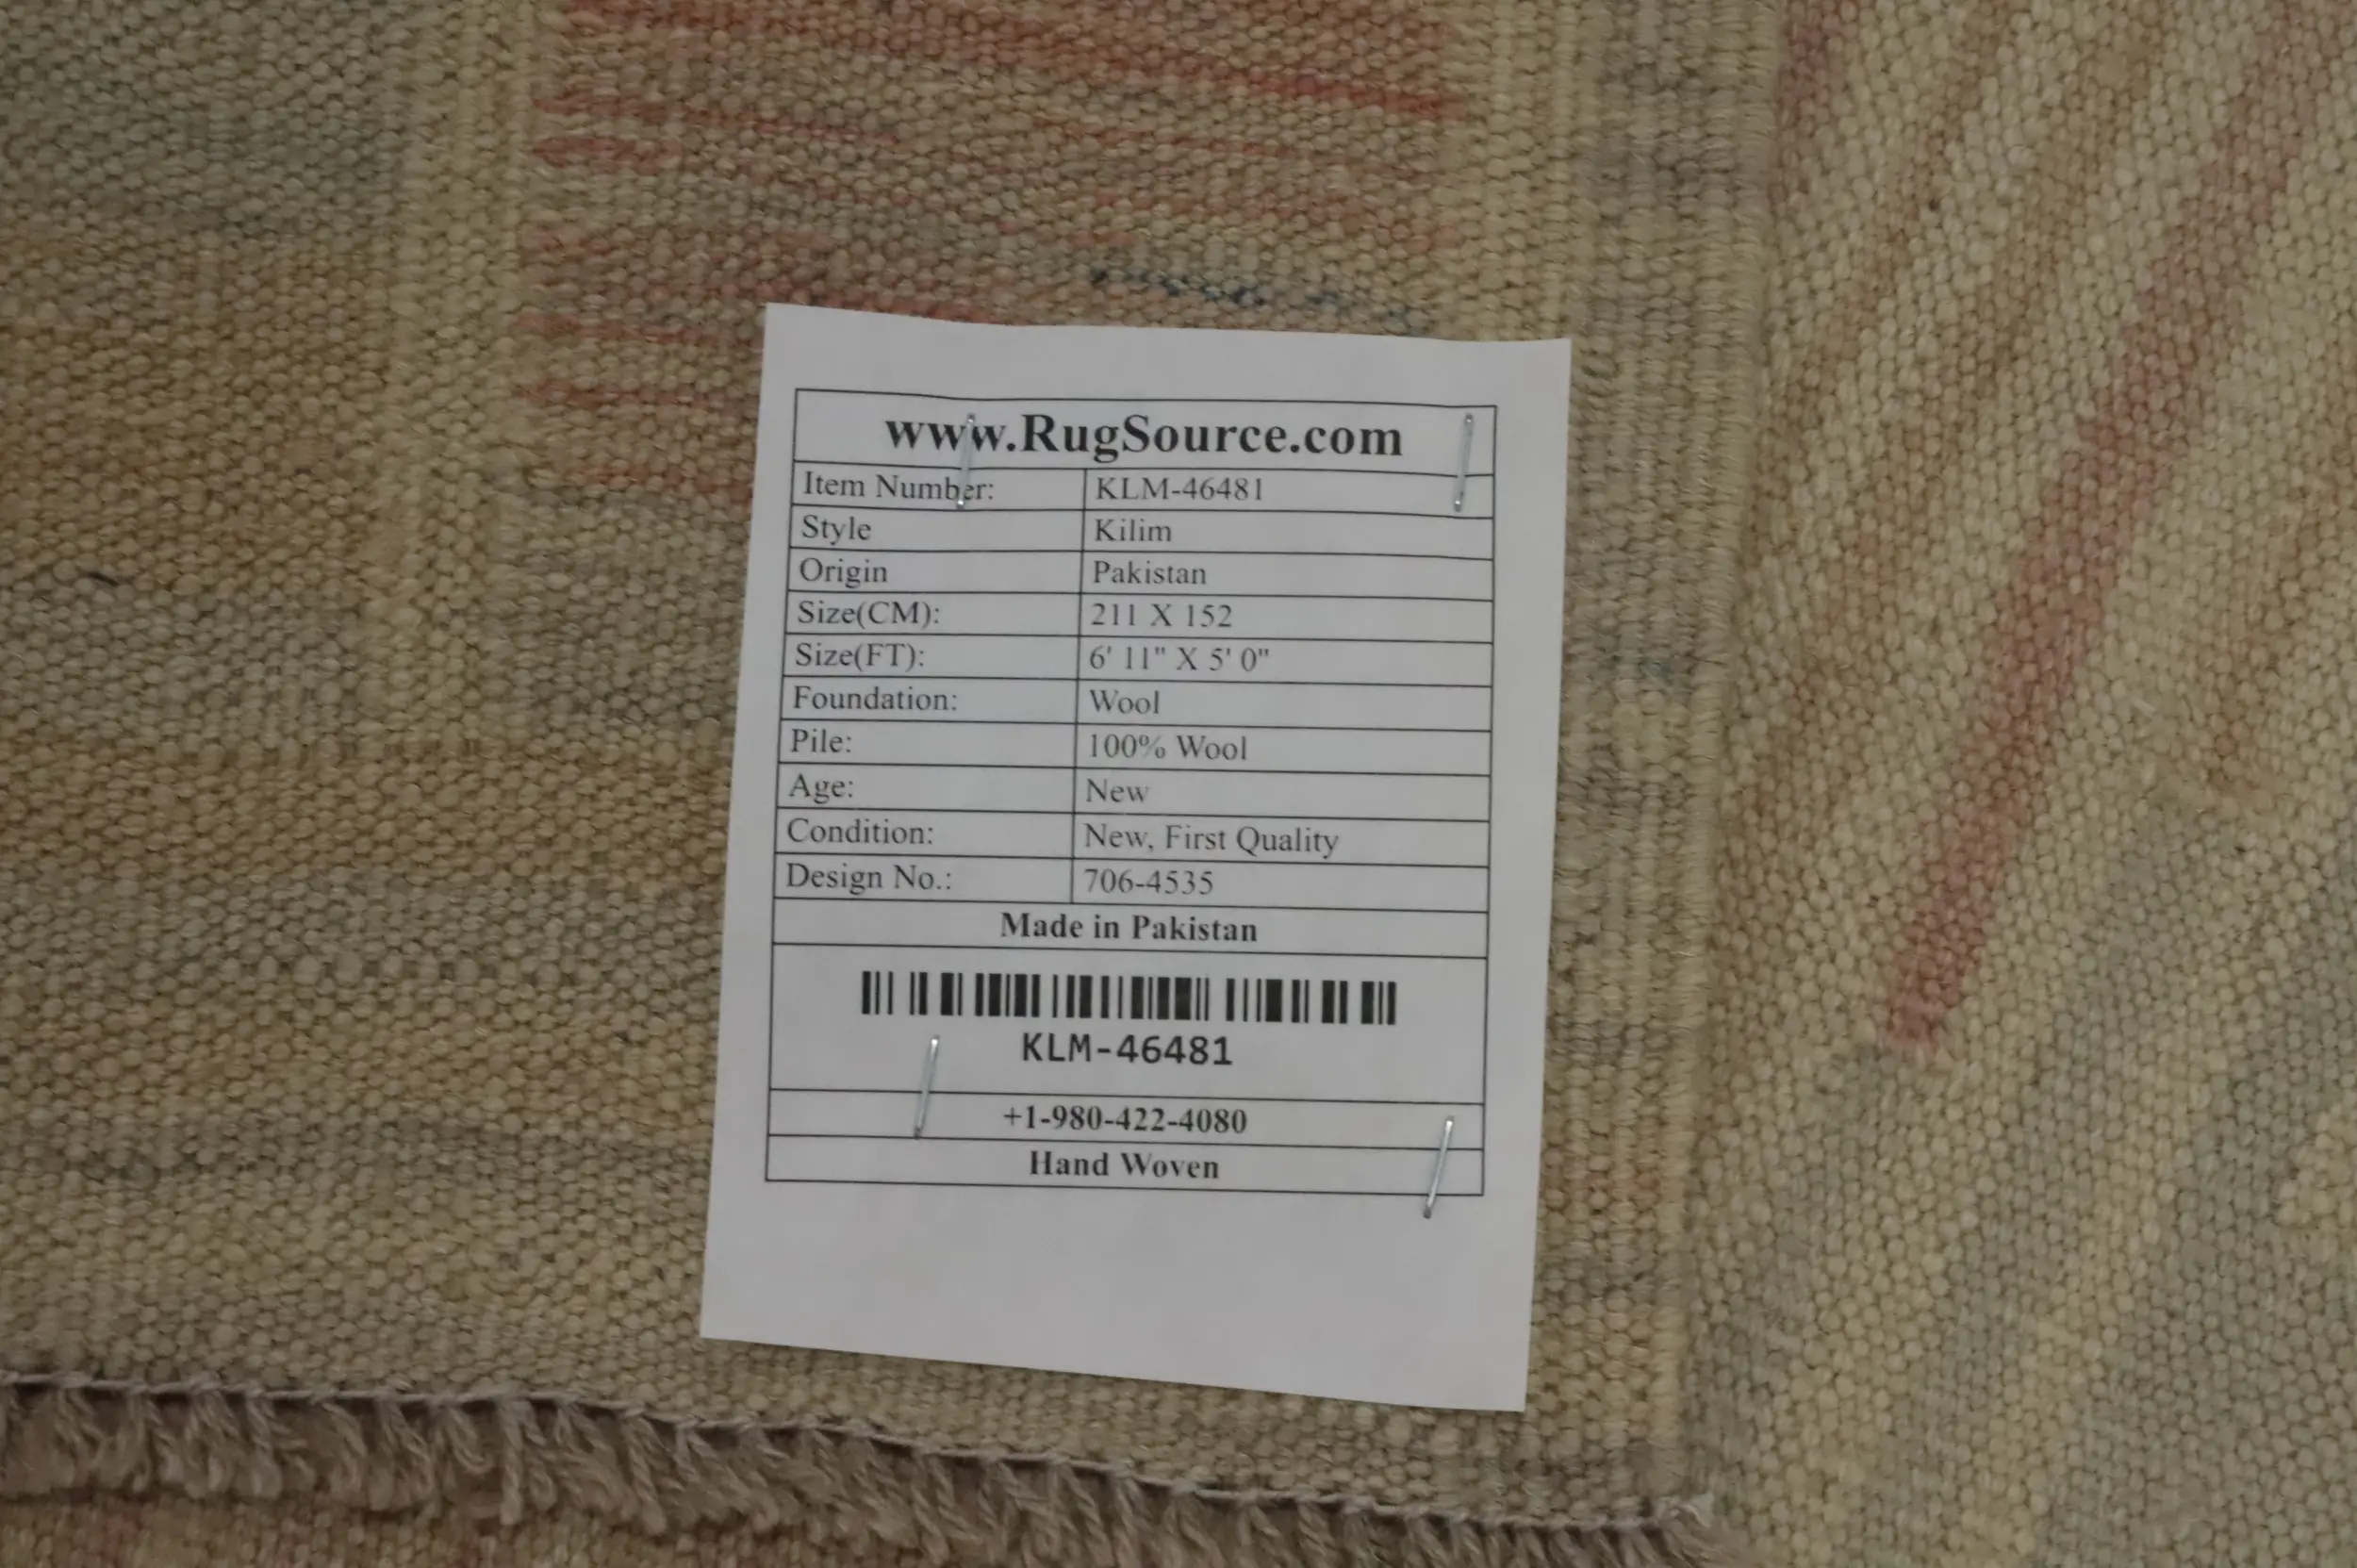 www.RugSource.com
Item Number: KLM-46481
Style Kilim
Origin Pakistan
Size(CM): 211 X 152
Size(FT): 6' 11" X 5' 0"
Foundation: Wool
Pile: 100% Wool
Age: New
Condition: New, First Quality
Design No.: 706-4535
Made in Pakistan
KLM-46481
+1-980-422-4080
Hand Woven